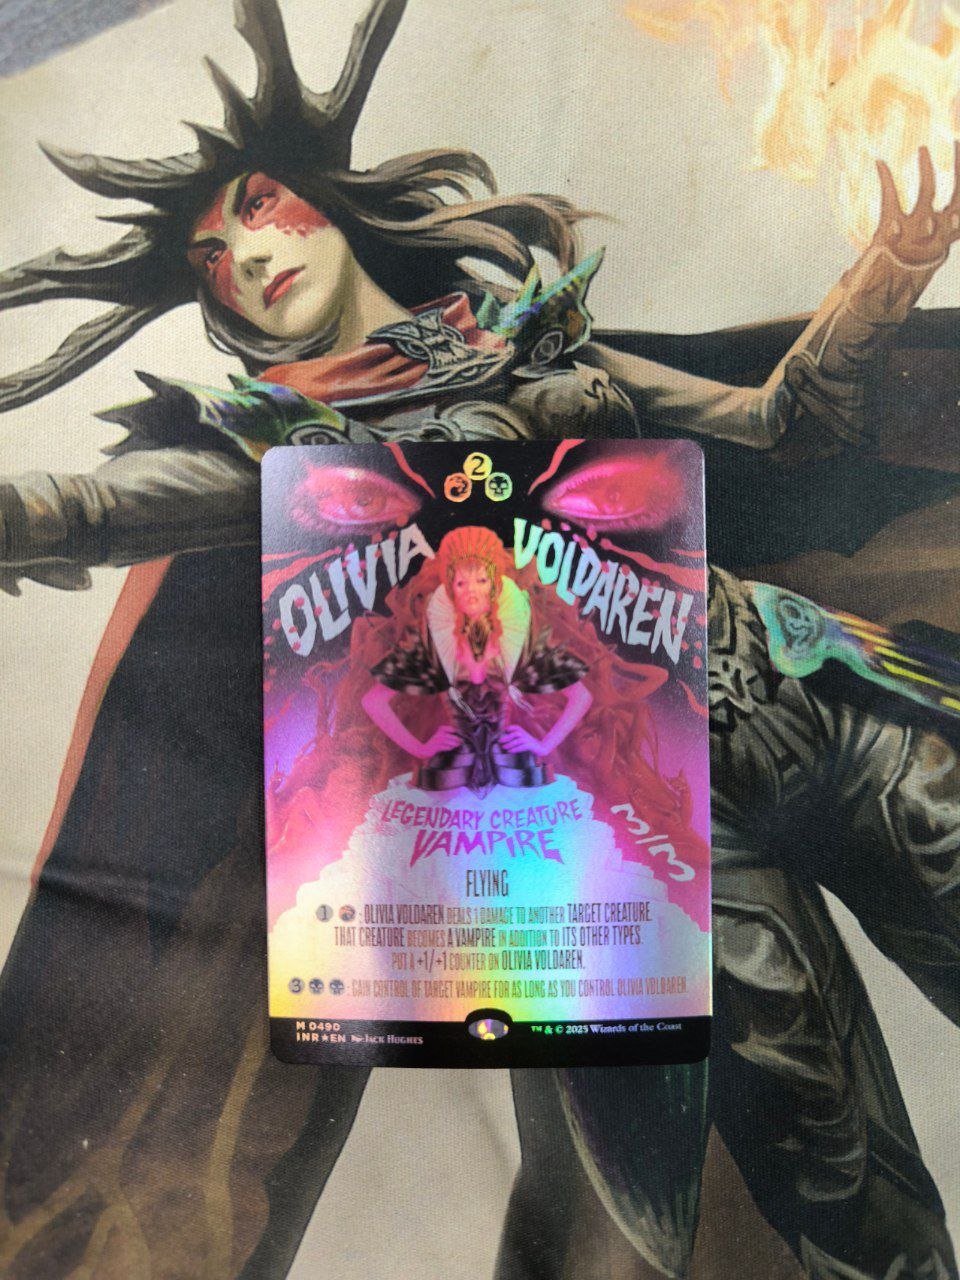 2
OLIVIA VOLDAREN
LEGENDARY CREATURE
VAMPIRE
3/3
FLYING
1 : OLIVIA VOLDAREN DEALS 1 DAMAGE TO ANOTHER TARGET CREATURE.
THAT CREATURE BECOMES A VAMPIRE IN ADDITION TO ITS OTHER TYPES.
PUT A +1/+1 COUNTER ON OLIVIA VOLDAREN.
3 : GAIN CONTROL OF TARGET VAMPIRE FOR AS LONG AS YOU CONTROL OLIVIA VOLDAREN.
M 0490
INR★EN JACK HUGHES
™ & © 2025 Wizards of the Coast